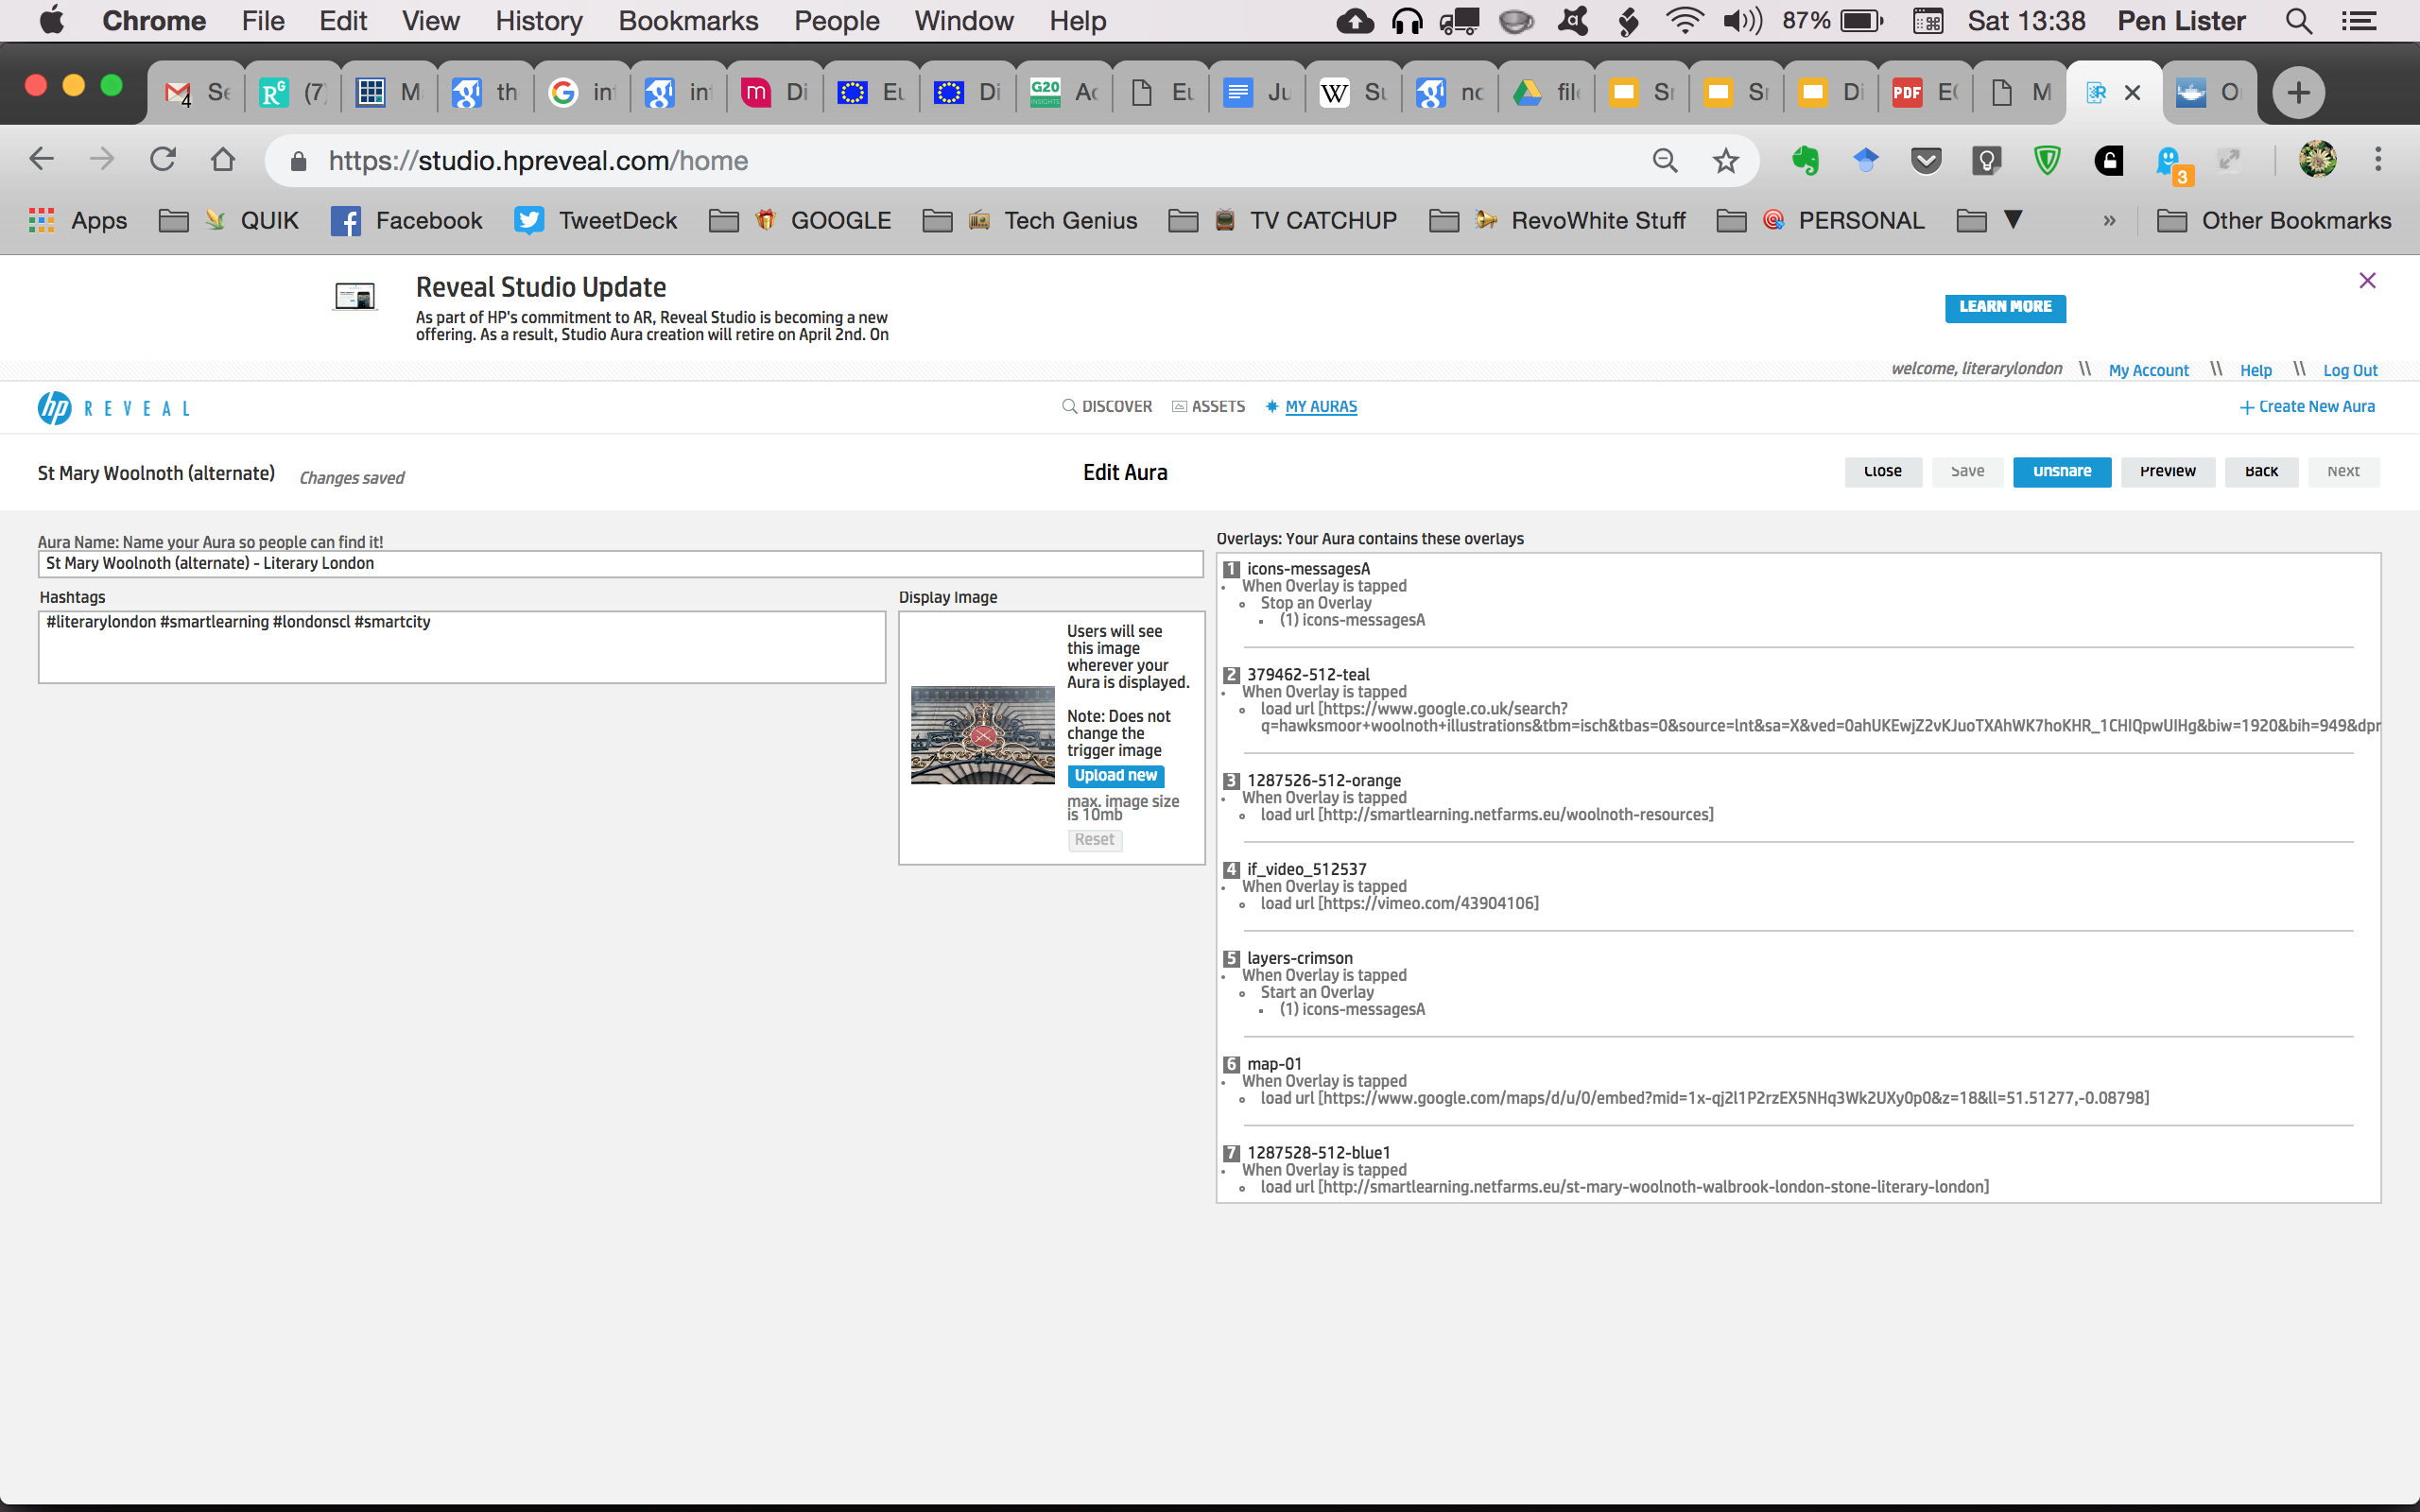 Chrome File Edit View History Bookmarks People Window Help 87% Sat 13:38 Pen Lister
4 Se (7) M th G in in m Di Eu Di G20 INSIGHTS Ac Eu Ju W Su nc file Sr Sr Di PDF EC M R O
https://studio.hpreveal.com/home 3
Apps QUIK Facebook TweetDeck GOOGLE Tech Genius TV CATCHUP RevoWhite Stuff PERSONAL » Other Bookmarks
Reveal Studio Update
As part of HP's commitment to AR, Reveal Studio is becoming a new
offering. As a result, Studio Aura creation will retire on April 2nd. On
LEARN MORE
welcome, literarylondon \\ My Account \\ Help \\ Log Out
hp REVEAL DISCOVER ASSETS MY AURAS + Create New Aura
St Mary Woolnoth (alternate) Changes saved Edit Aura Close Save Unsnare Preview Back Next
Aura Name: Name your Aura so people can find it!
St Mary Woolnoth (alternate) - Literary London
Hashtags
#literarylondon #smartlearning #londonscl #smartcity
Display Image
Users will see
this image
wherever your
Aura is displayed.
Note: Does not
change the
trigger image
Upload new
max. image size
is 10mb
Reset
Overlays: Your Aura contains these overlays
1 icons-messagesA
When Overlay is tapped
Stop an Overlay
(1) icons-messagesA
2 379462-512-teal
When Overlay is tapped
load url [https://www.google.co.uk/search?
q=hawksmoor+woolnoth+illustrations&tbm=isch&tbas=0&source=lnt&sa=X&ved=0ahUKEwjZ2vKJuoTXAhWK7hoKHR_1CHIQpwUIHg&biw=1920&bih=949&dpr
3 1287526-512-orange
When Overlay is tapped
load url [http://smartlearning.netfarms.eu/woolnoth-resources]
4 if_video_512537
When Overlay is tapped
load url [https://vimeo.com/43904106]
5 layers-crimson
When Overlay is tapped
Start an Overlay
(1) icons-messagesA
6 map-01
When Overlay is tapped
load url [https://www.google.com/maps/d/u/0/embed?mid=1x-qj2l1P2rzEX5NHq3Wk2UXy0p0&z=18&ll=51.51277,-0.08798]
7 1287528-512-blue1
When Overlay is tapped
load url [http://smartlearning.netfarms.eu/st-mary-woolnoth-walbrook-london-stone-literary-london]